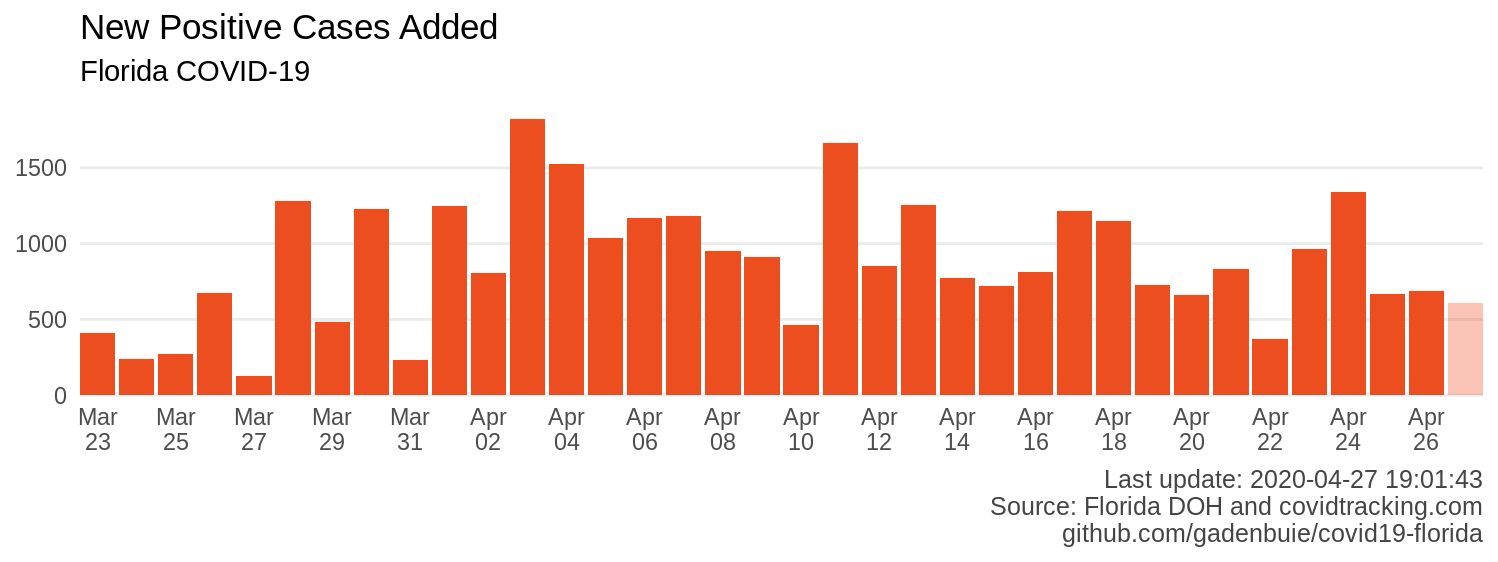 New Positive Cases Added
Florida COVID-19
1500
1000
500
0
Mar Mar Mar Mar Mar Apr Apr Apr Apr Apr Apr Apr Apr Apr Apr Apr Apr Apr
23 25 27 29 31 02 04 06 08 10 12 14 16 18 20 22 24 26
Last update: 2020-04-27 19:01:43
Source: Florida DOH and covidtracking.com
github.com/gadenbuie/covid19-florida